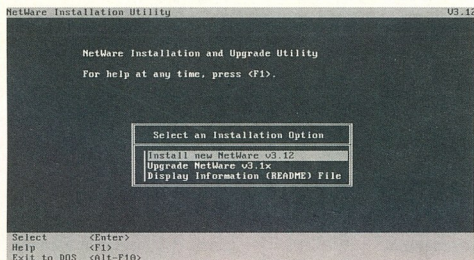 NetWare Installation Utility V3.12
NetWare Installation and Upgrade Utility
For help at any time, press <F1>.
Select an Installation Option
Install new NetWare v3.12
Upgrade NetWare v3.1x
Display Information (README) File
Select <Enter>
Help <F1>
Exit to DOS <Alt-F10>